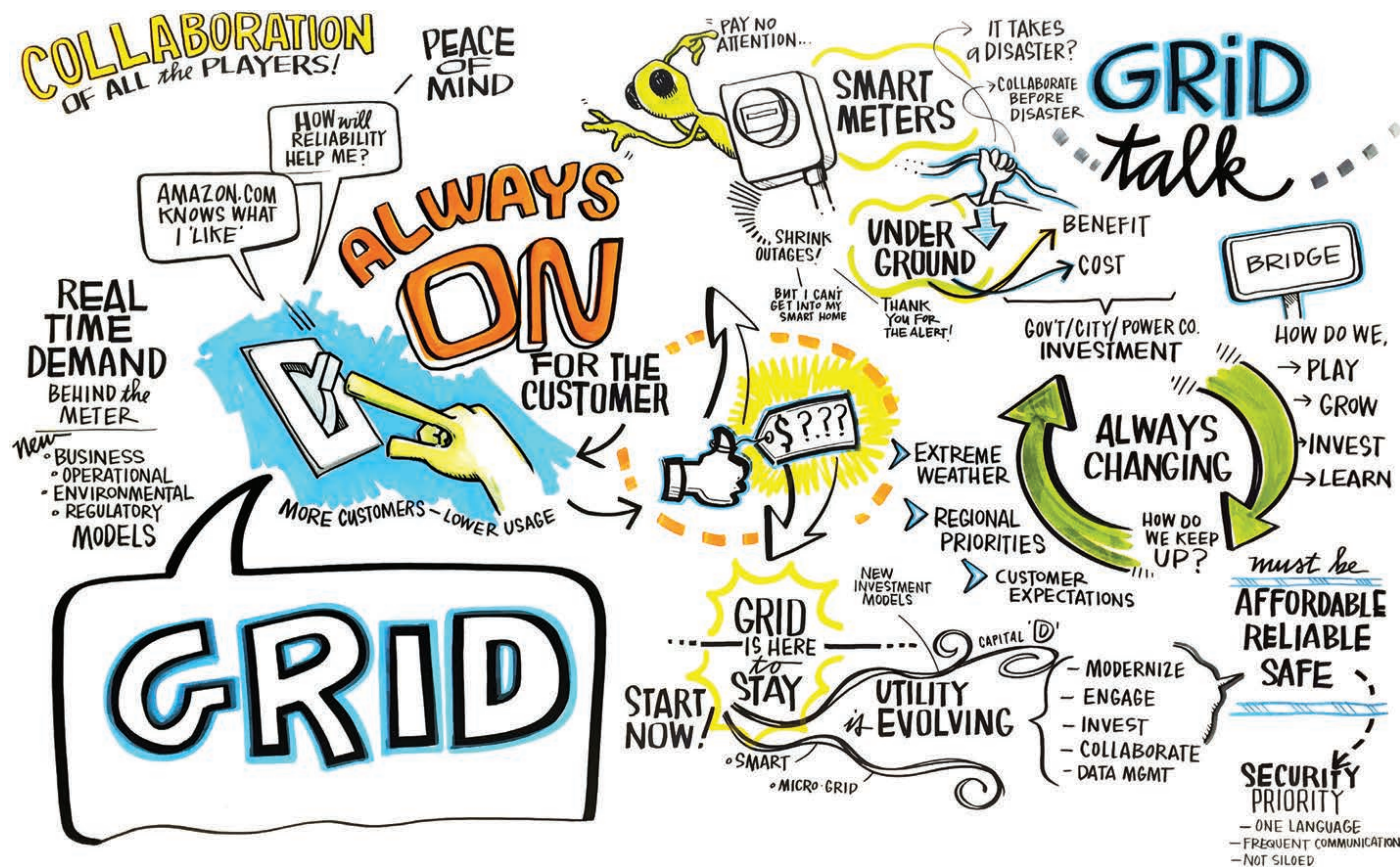 COLLABORATION
OF ALL the PLAYERS!
PEACE
OF
MIND
HOW will
RELIABILITY
HELP ME?
AMAZON.COM
KNOWS WHAT
I 'LIKE'
ALWAYS
ON
FOR THE
CUSTOMER
REAL
TIME
DEMAND
BEHIND the
METER
new
BUSINESS
OPERATIONAL
ENVIRONMENTAL
REGULATORY
MODELS
MORE CUSTOMERS – LOWER USAGE
GRID
PAY NO
ATTENTION...
SMART
METERS
IT TAKES
a DISASTER?
COLLABORATE
BEFORE
DISASTER
GRiD
talk
SHRINK
OUTAGES!
BUT I CAN'T
GET INTO MY
SMART HOME
THANK
YOU FOR
THE ALERT!
UNDER
GROUND
BENEFIT
COST
GOV'T/CITY/POWER CO.
INVESTMENT
BRIDGE
HOW DO WE,
PLAY
GROW
INVEST
LEARN
$?.??
EXTREME
WEATHER
REGIONAL
PRIORITIES
CUSTOMER
EXPECTATIONS
ALWAYS
CHANGING
HOW DO
WE KEEP
UP?
GRID
IS HERE
to
STAY
START
NOW!
NEW
INVESTMENT
MODELS
CAPITAL 'D'
UTILITY
is EVOLVING
SMART
MICRO-GRID
– MODERNIZE
– ENGAGE
– INVEST
– COLLABORATE
– DATA MGMT
must be
AFFORDABLE
RELIABLE
SAFE
SECURITY
PRIORITY
– ONE LANGUAGE
– FREQUENT COMMUNICATION
– NOT SILOED